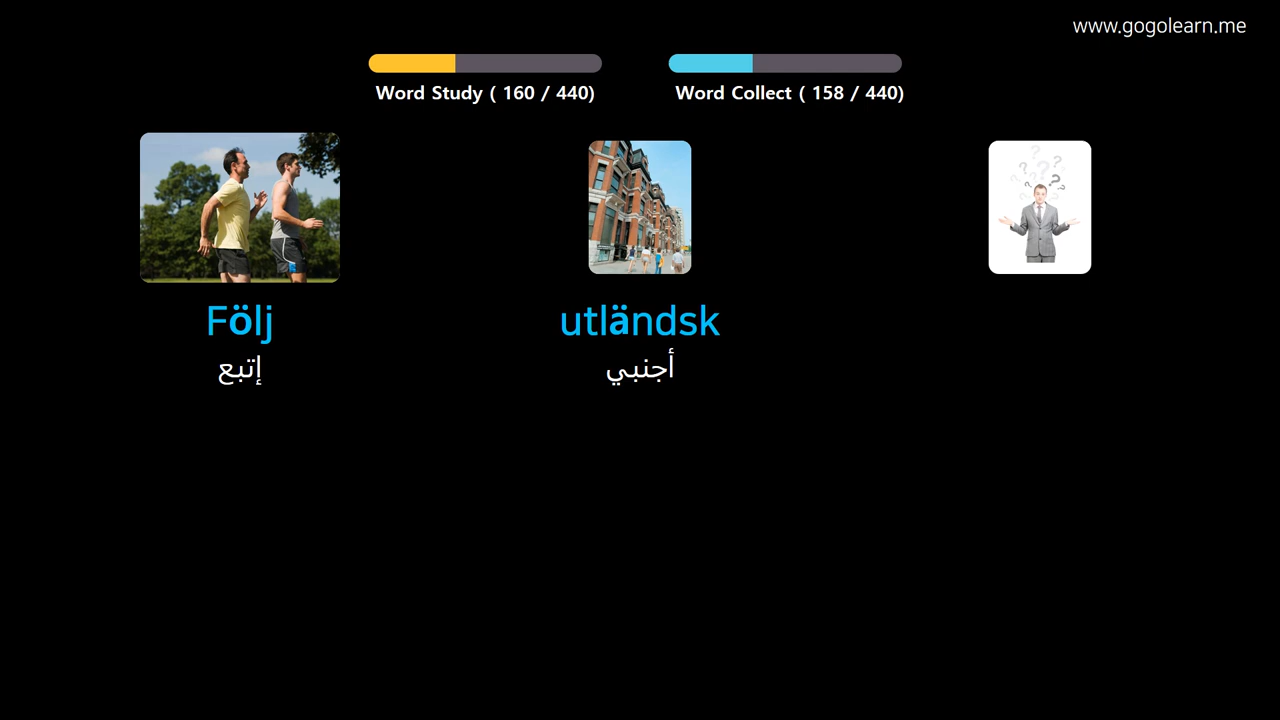 www.gogolearn.me
Word Study ( 160 / 440)
Word Collect ( 158 / 440)
Följ
utländsk
إتبع
أجنبي